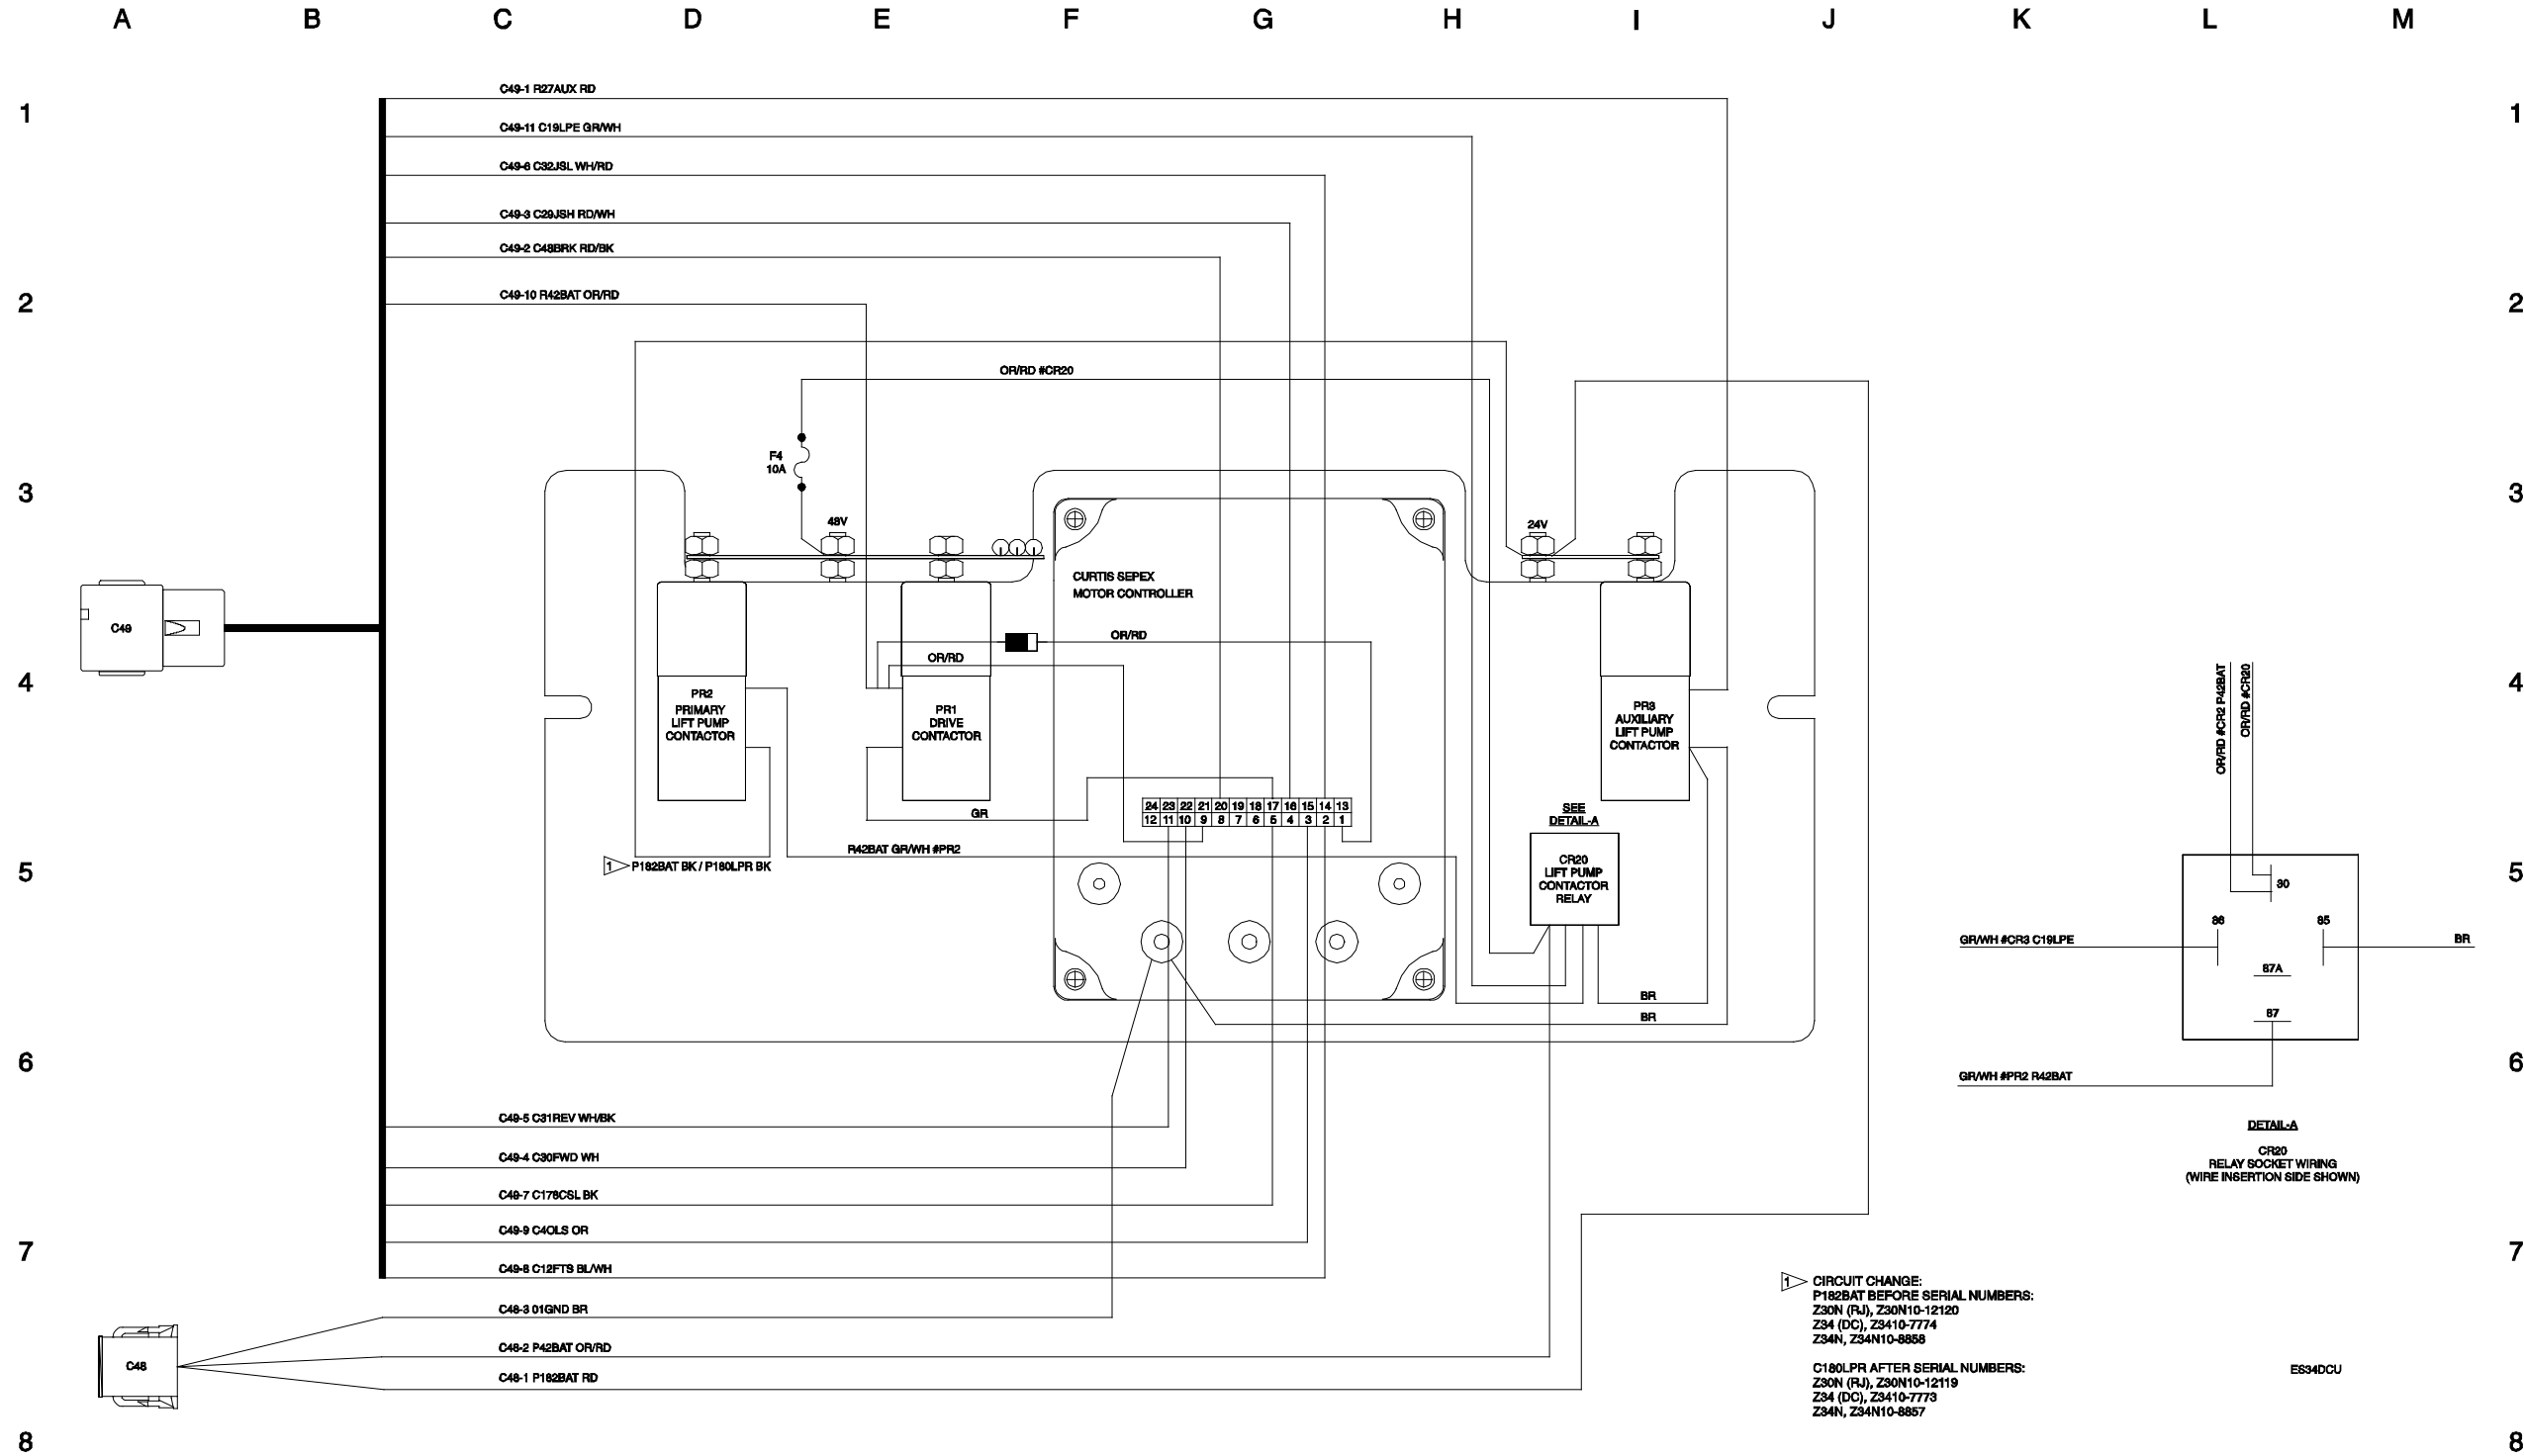 A B C D E F G H I J K L M
1 1
C49-1 R27AUX RD
C49-11 C19LPE GR/WH
C49-6 C32JSL WH/RD
C49-3 C29JSH RD/WH
C49-2 C48BRK RD/BK
2 2
C49-10 R42BAT OR/RD
OR/RD #CR20
F4
10A
3 3
48V
24V
CURTIS SEPEX
MOTOR CONTROLLER
C49
OR/RD
OR/RD
4 4
PR2
PRIMARY
LIFT PUMP
CONTACTOR
PR1
DRIVE
CONTACTOR
PR3
AUXILIARY
LIFT PUMP
CONTACTOR
OR/RD #CR2 P42BAT
OR/RD #CR20
24 23 22 21 20 19 18 17 16 15 14 13
12 11 10 9 8 7 6 5 4 3 2 1
GR
SEE
DETAIL-A
R42BAT GR/WH #PR2
1 P182BAT BK / P180LPR BK
5 5
CR20
LIFT PUMP
CONTACTOR
RELAY
30
86 85
GR/WH #CR3 C19LPE
BR
87A
87
BR
BR
6 6
GR/WH #PR2 R42BAT
C49-5 C31REV WH/BK
DETAIL-A
C49-4 C30FWD WH
CR20
RELAY SOCKET WIRING
(WIRE INSERTION SIDE SHOWN)
C49-7 C178CSL BK
C49-9 C4OLS OR
7 7
C49-8 C12FTS BL/WH
1 CIRCUIT CHANGE:
P182BAT BEFORE SERIAL NUMBERS:
Z30N (RJ), Z30N10-12120
Z34 (DC), Z3410-7774
Z34N, Z34N10-8858
C48-3 01GND BR
C48-2 P42BAT OR/RD
C48
C48-1 P182BAT RD
C180LPR AFTER SERIAL NUMBERS:
Z30N (RJ), Z30N10-12119
Z34 (DC), Z3410-7773
Z34N, Z34N10-8857
ES34DCU
8 8